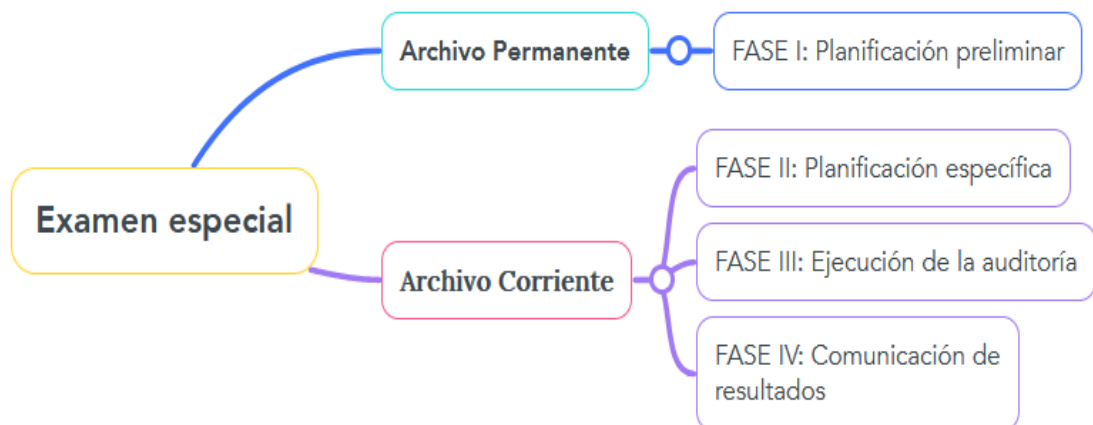 Examen especial
Archivo Permanente
FASE I: Planificación preliminar
Archivo Corriente
FASE II: Planificación específica
FASE III: Ejecución de la auditoría
FASE IV: Comunicación de
resultados